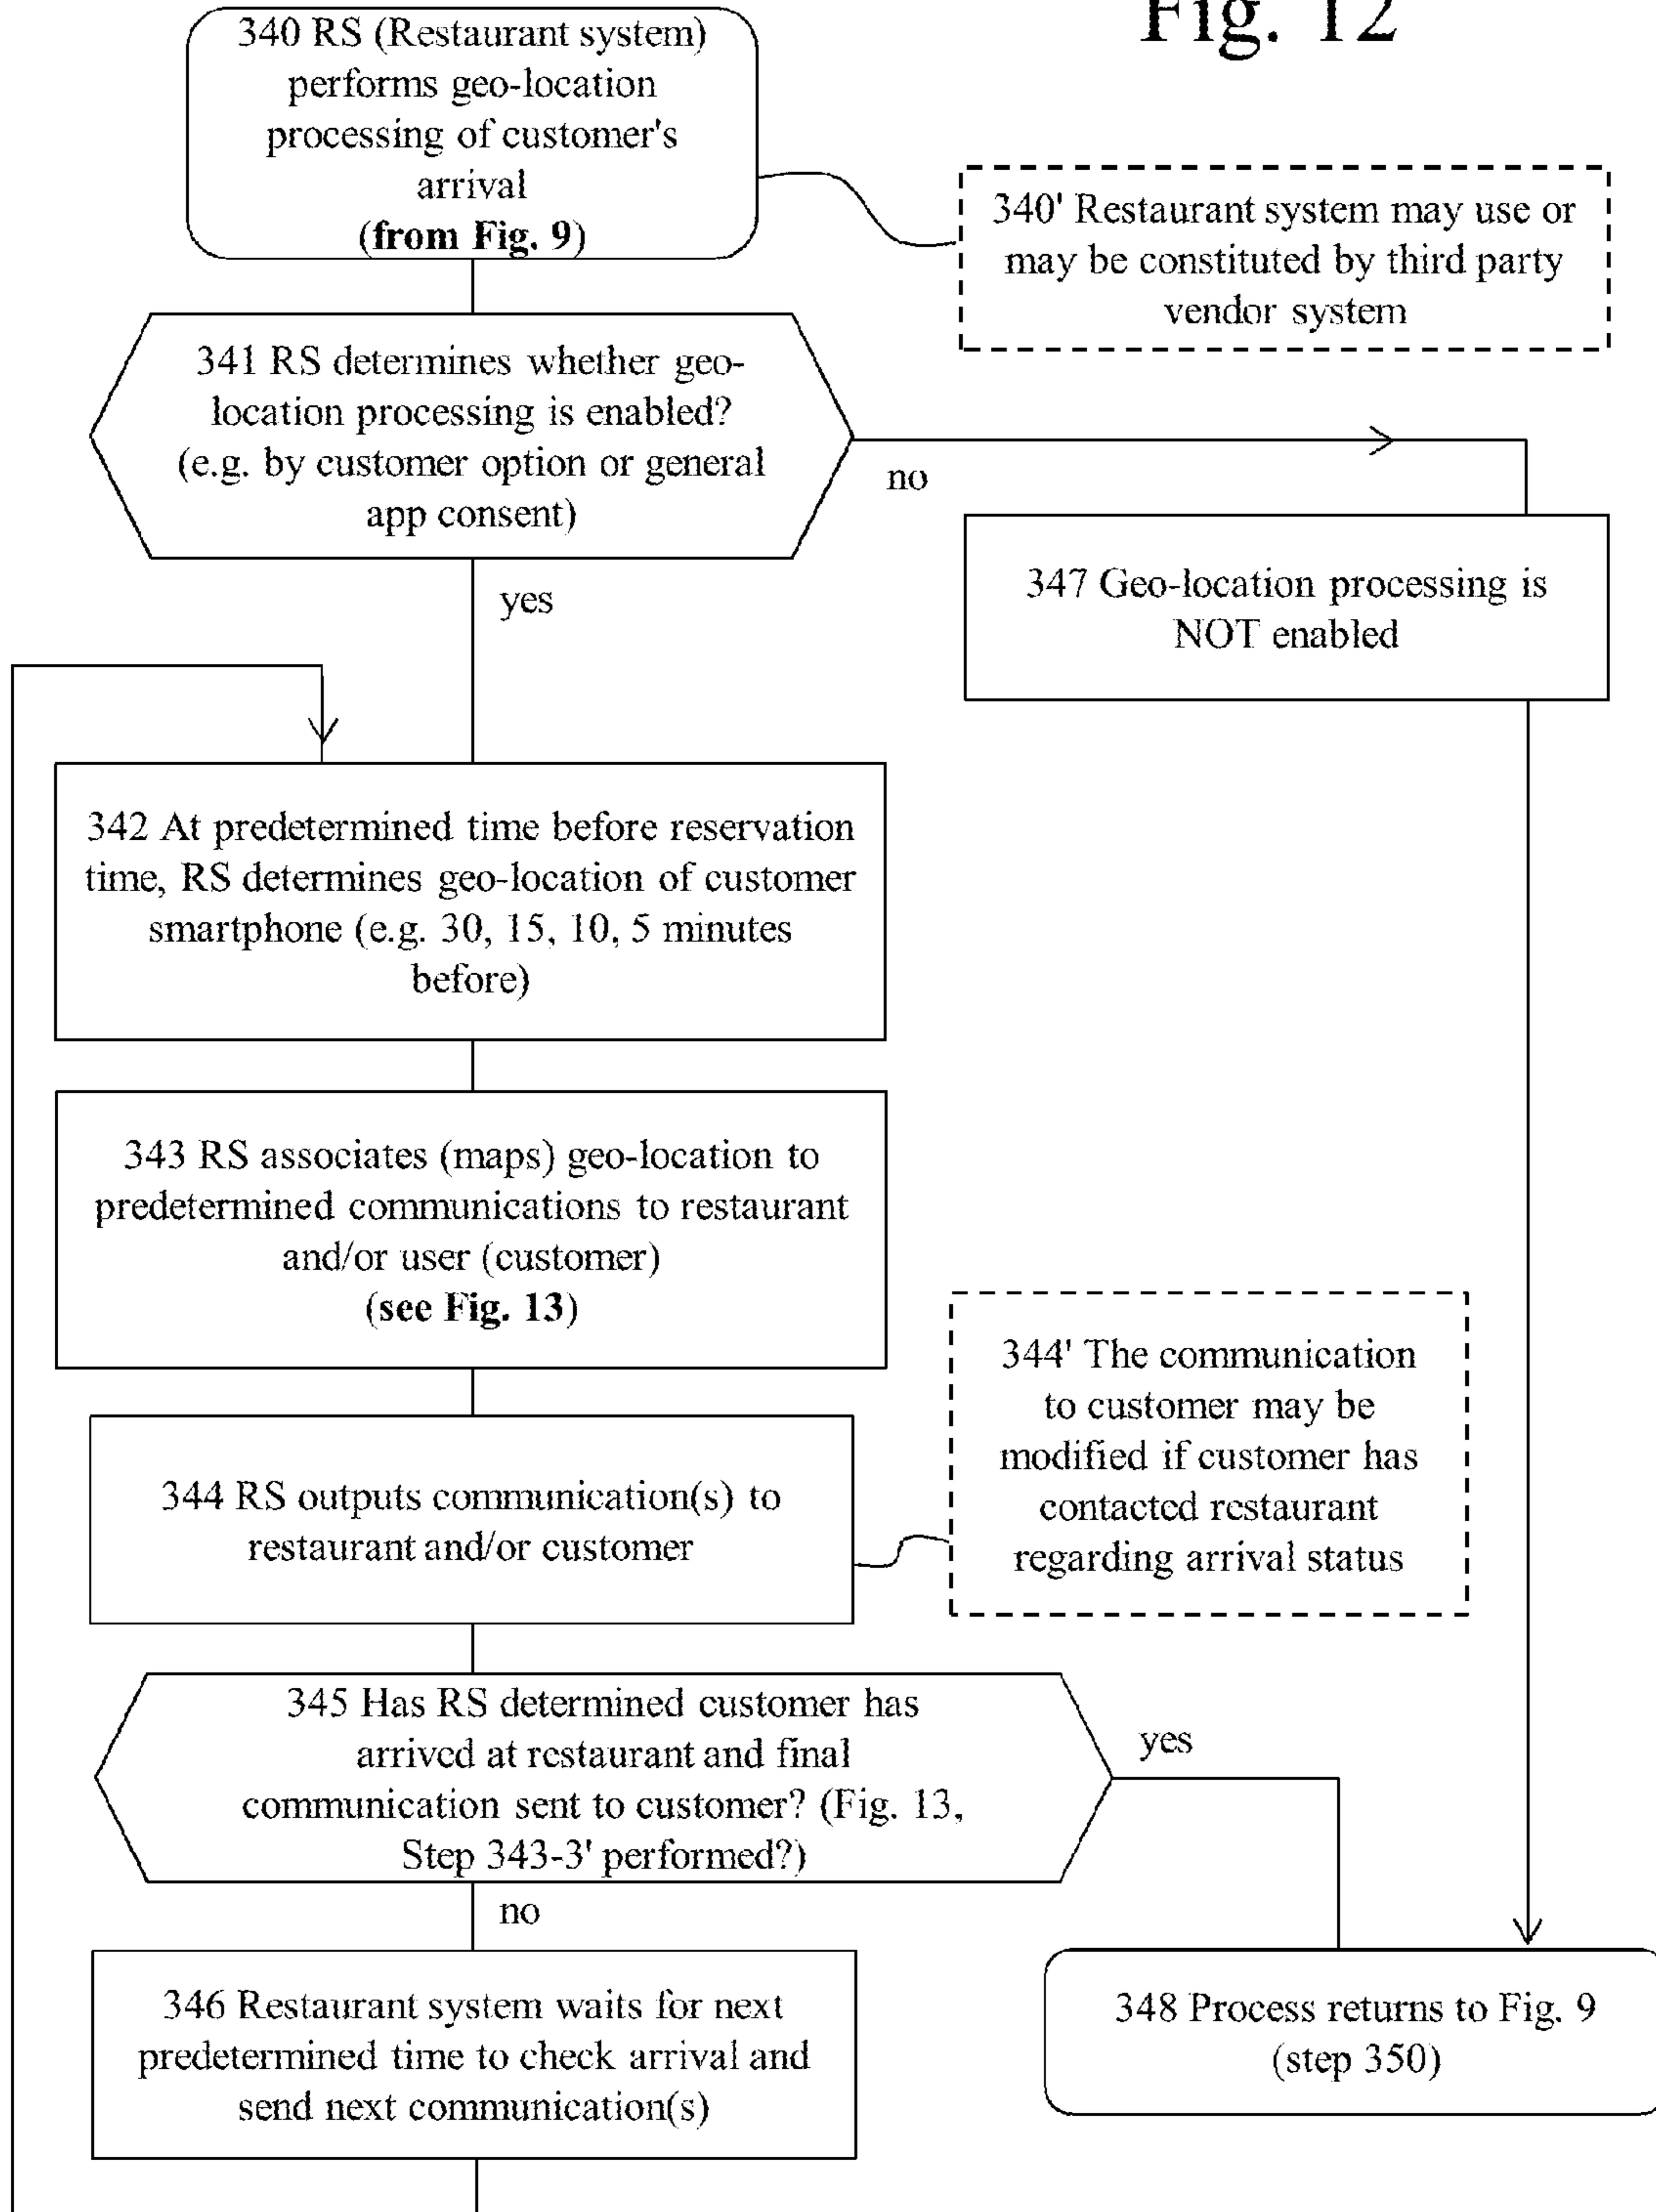 Fig. 12
340 RS (Restaurant system)
performs geo-location
processing of customer's
arrival
(from Fig. 9)
340' Restaurant system may use or
may be constituted by third party
vendor system
341 RS determines whether geo-
location processing is enabled?
(e.g. by customer option or general
app consent)
no
yes
347 Geo-location processing is
NOT enabled
342 At predetermined time before reservation
time, RS determines geo-location of customer
smartphone (e.g. 30, 15, 10, 5 minutes
before)
343 RS associates (maps) geo-location to
predetermined communications to restaurant
and/or user (customer)
(see Fig. 13)
344 RS outputs communication(s) to
restaurant and/or customer
344' The communication
to customer may be
modified if customer has
contacted restaurant
regarding arrival status
345 Has RS determined customer has
arrived at restaurant and final
communication sent to customer? (Fig. 13,
Step 343-3' performed?)
yes
no
346 Restaurant system waits for next
predetermined time to check arrival and
send next communication(s)
348 Process returns to Fig. 9
(step 350)